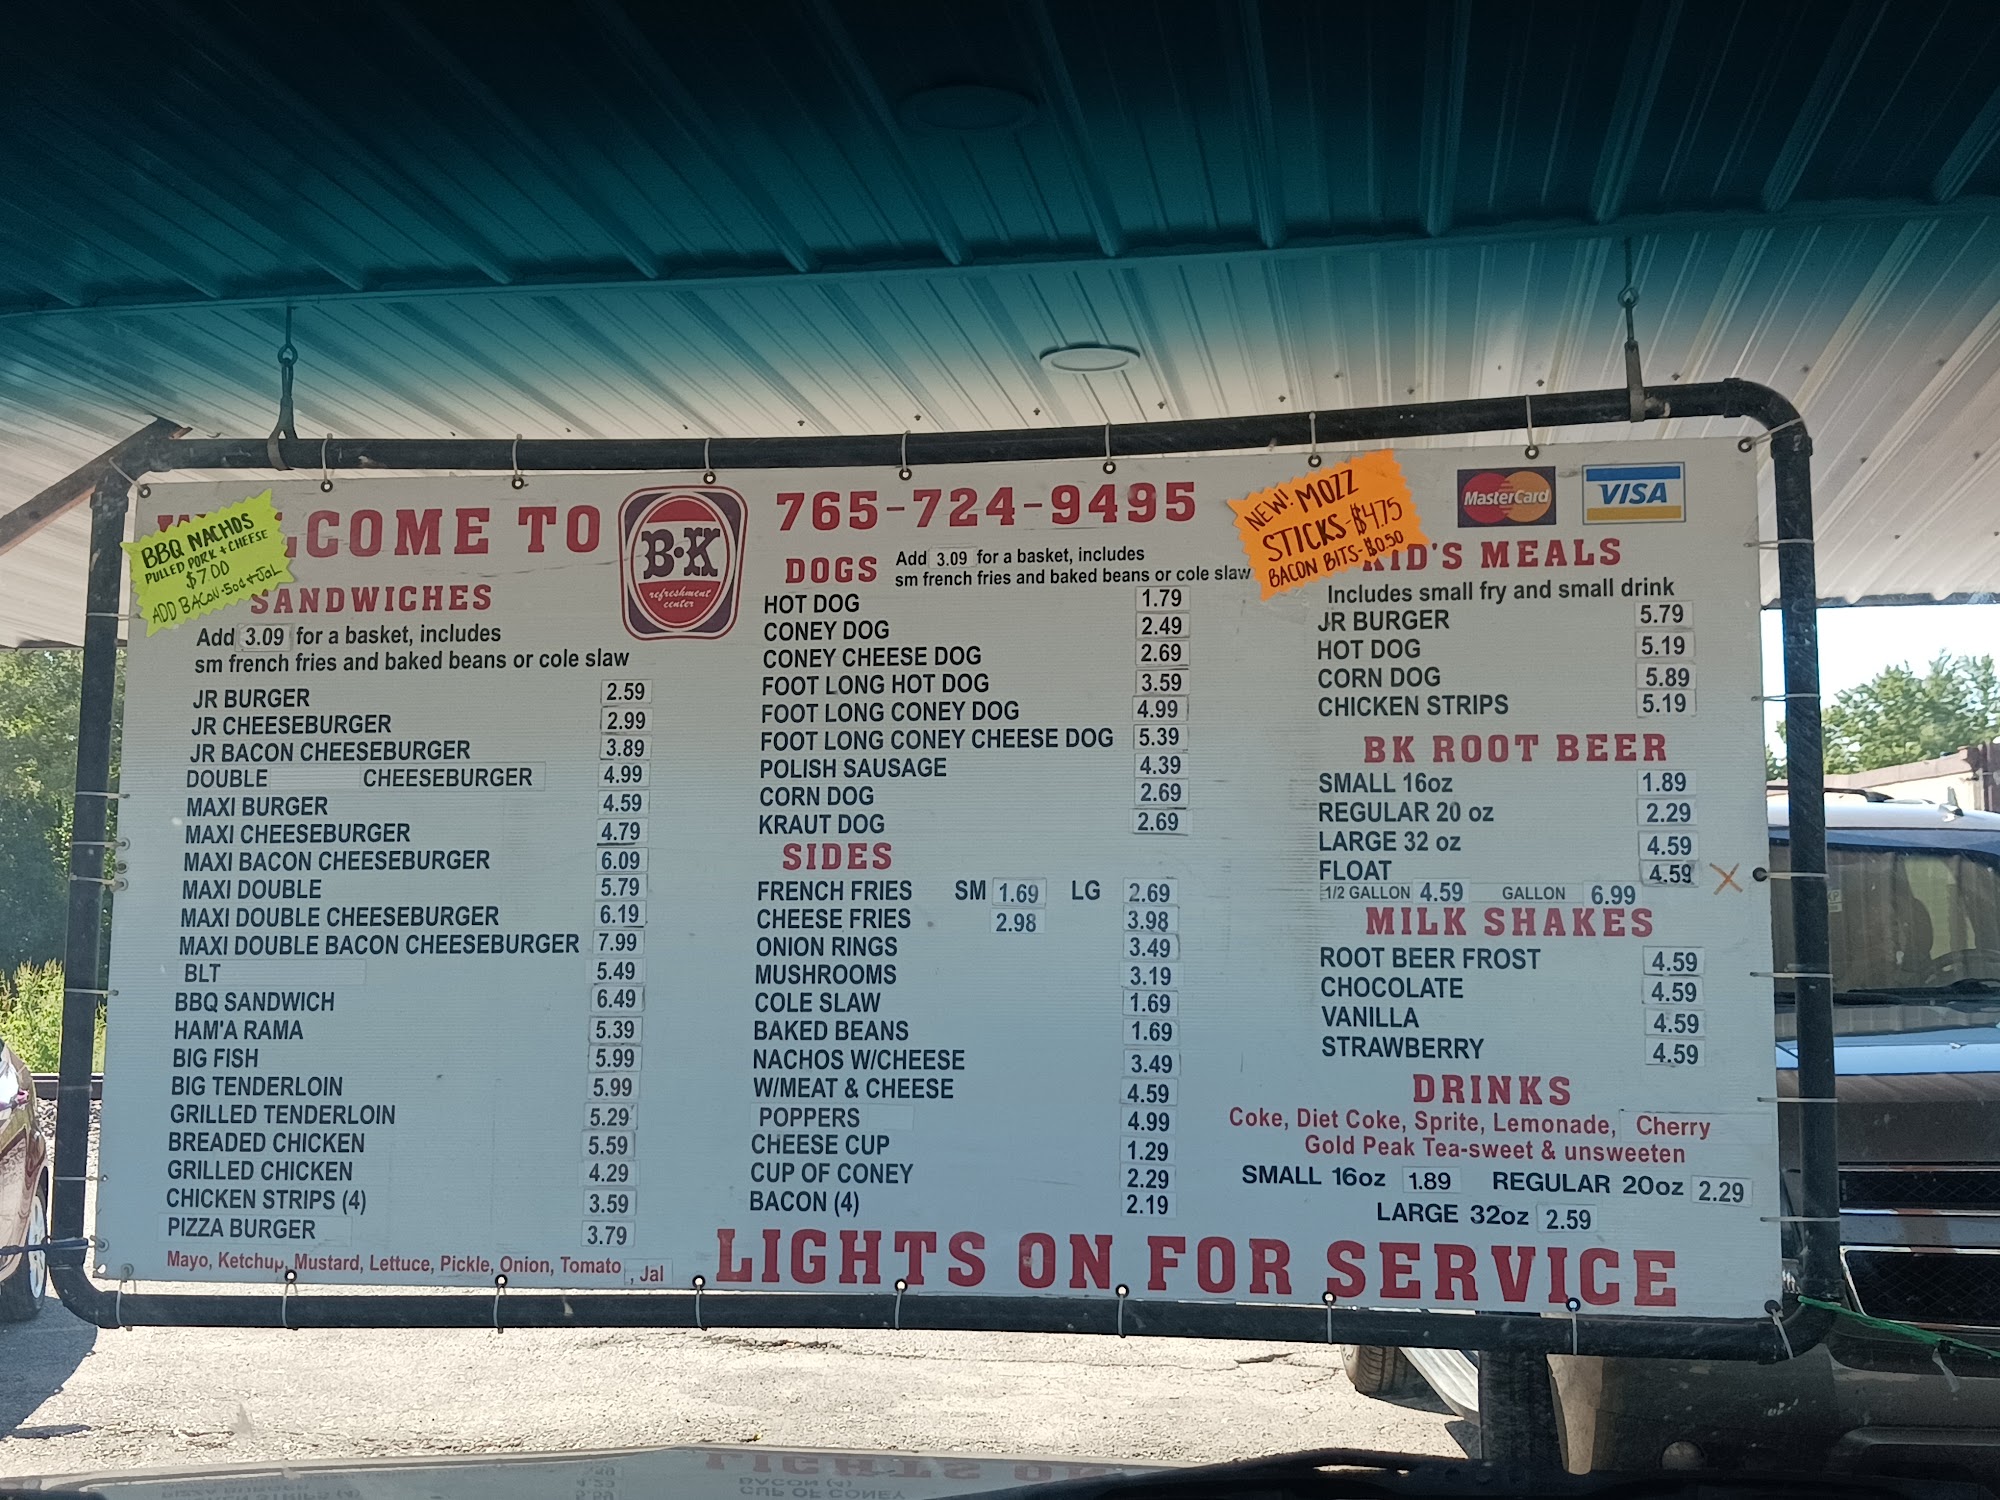 WELCOME TO
B·K
refreshment
center
765-724-9495
BBQ NACHOS
PULLED PORK + CHEESE
$7.00
ADD BACON .50¢ + JAL
NEW! MOZZ
STICKS-$4.75
BACON BITS-$0.50
MasterCard
VISA
SANDWICHES
Add 3.09 for a basket, includes
sm french fries and baked beans or cole slaw
JR BURGER 2.59
JR CHEESEBURGER 2.99
JR BACON CHEESEBURGER 3.89
DOUBLE CHEESEBURGER 4.99
MAXI BURGER 4.59
MAXI CHEESEBURGER 4.79
MAXI BACON CHEESEBURGER 6.09
MAXI DOUBLE 5.79
MAXI DOUBLE CHEESEBURGER 6.19
MAXI DOUBLE BACON CHEESEBURGER 7.99
BLT 5.49
BBQ SANDWICH 6.49
HAM'A RAMA 5.39
BIG FISH 5.99
BIG TENDERLOIN 5.99
GRILLED TENDERLOIN 5.29
BREADED CHICKEN 5.59
GRILLED CHICKEN 4.29
CHICKEN STRIPS (4) 3.59
PIZZA BURGER 3.79
Mayo, Ketchup, Mustard, Lettuce, Pickle, Onion, Tomato , Jal
DOGS
Add 3.09 for a basket, includes
sm french fries and baked beans or cole slaw
HOT DOG 1.79
CONEY DOG 2.49
CONEY CHEESE DOG 2.69
FOOT LONG HOT DOG 3.59
FOOT LONG CONEY DOG 4.99
FOOT LONG CONEY CHEESE DOG 5.39
POLISH SAUSAGE 4.39
CORN DOG 2.69
KRAUT DOG 2.69
SIDES
FRENCH FRIES SM 1.69 LG 2.69
CHEESE FRIES 2.98 3.98
ONION RINGS 3.49
MUSHROOMS 3.19
COLE SLAW 1.69
BAKED BEANS 1.69
NACHOS W/CHEESE 3.49
W/MEAT & CHEESE 4.59
POPPERS 4.99
CHEESE CUP 1.29
CUP OF CONEY 2.29
BACON (4) 2.19
KID'S MEALS
Includes small fry and small drink
JR BURGER 5.79
HOT DOG 5.19
CORN DOG 5.89
CHICKEN STRIPS 5.19
BK ROOT BEER
SMALL 16oz 1.89
REGULAR 20 oz 2.29
LARGE 32 oz 4.59
FLOAT 4.59 X
1/2 GALLON 4.59 GALLON 6.99
MILK SHAKES
ROOT BEER FROST 4.59
CHOCOLATE 4.59
VANILLA 4.59
STRAWBERRY 4.59
DRINKS
Coke, Diet Coke, Sprite, Lemonade, Cherry
Gold Peak Tea-sweet & unsweeten
SMALL 16oz 1.89 REGULAR 20oz 2.29
LARGE 32oz 2.59
LIGHTS ON FOR SERVICE